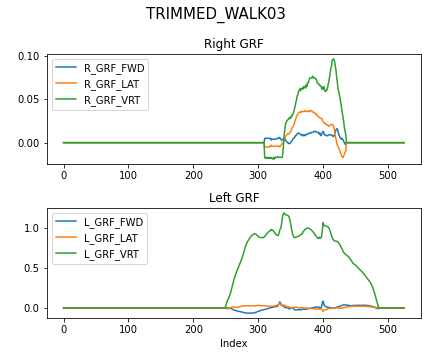 TRIMMED_WALK03
Right GRF
0.10
0.05
0.00
R_GRF_FWD
R_GRF_LAT
R_GRF_VRT
0 100 200 300 400 500
Left GRF
1.0
0.5
0.0
L_GRF_FWD
L_GRF_LAT
L_GRF_VRT
0 100 200 300 400 500
Index